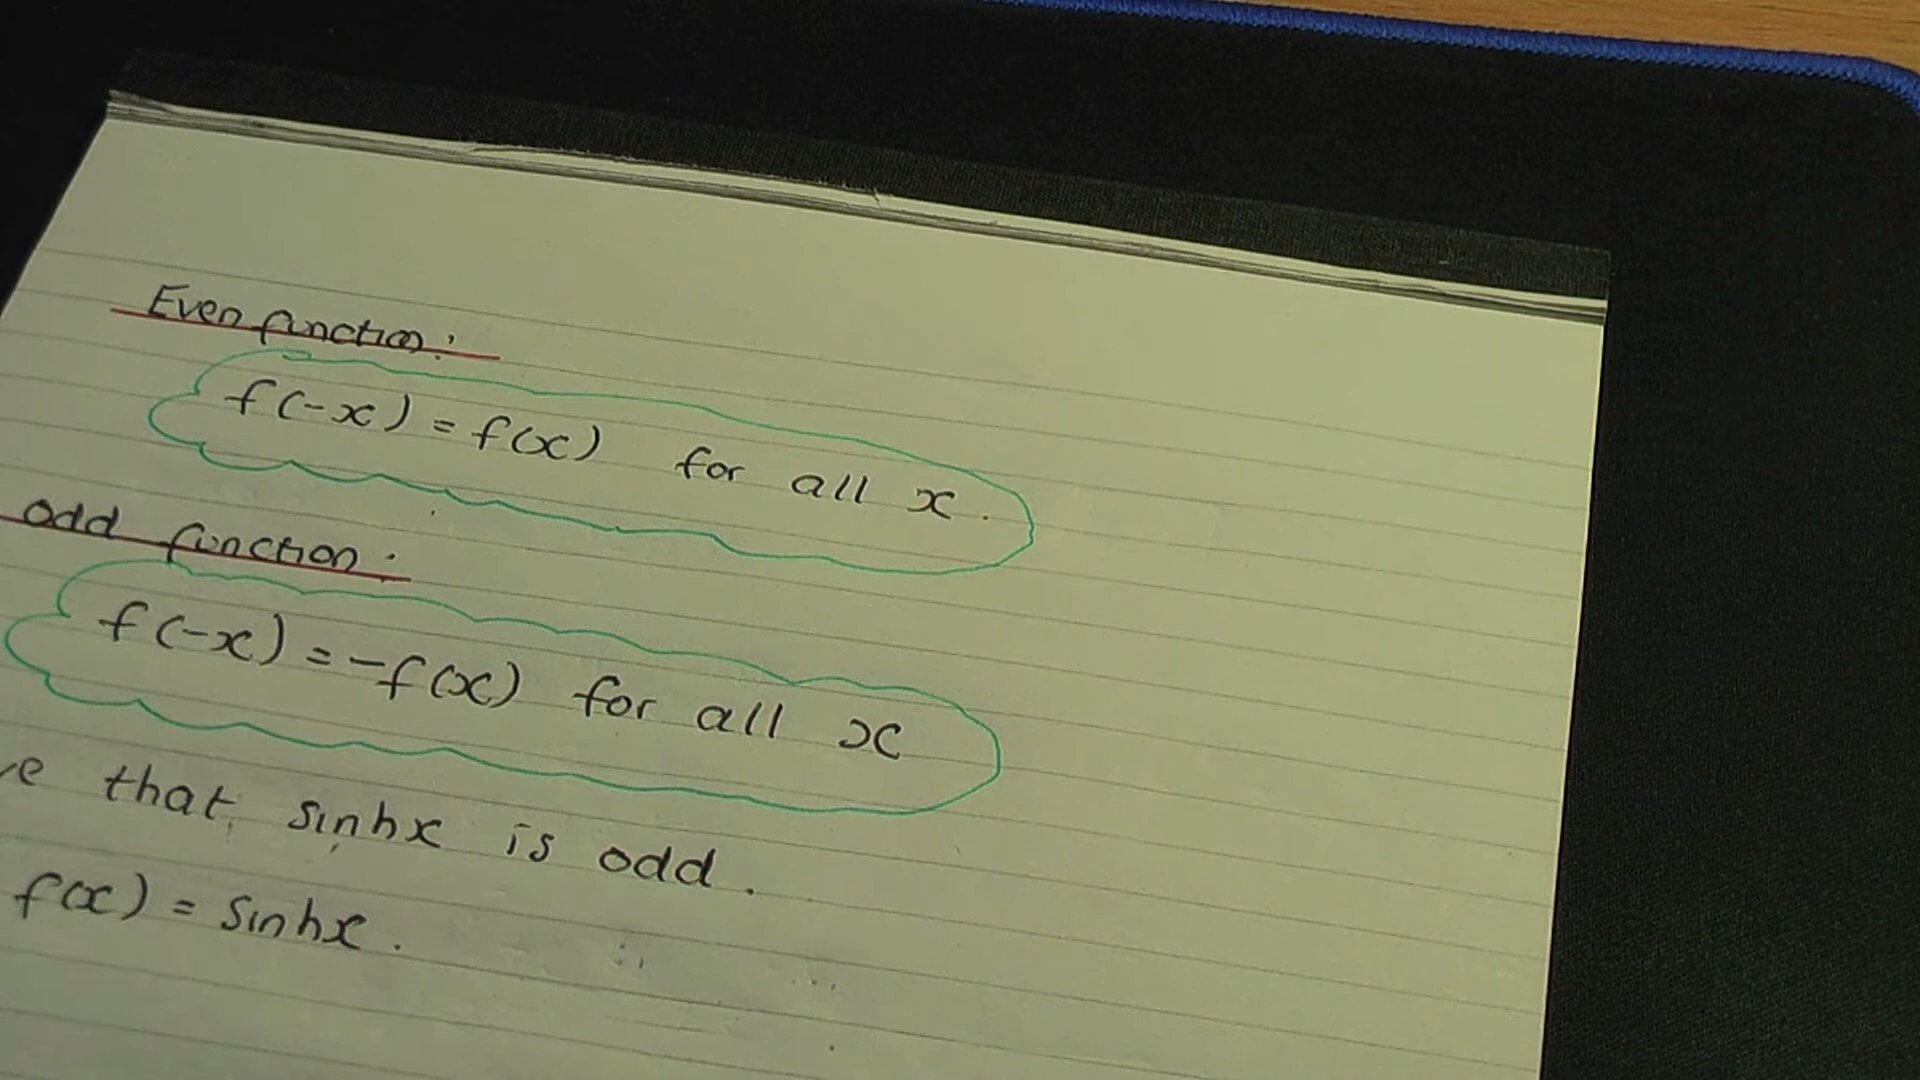 Even function:
f(-x) = f(x) for all x.
odd function:
f(-x) = -f(x) for all x
that sinhx is odd.
f(x) = sinhx.